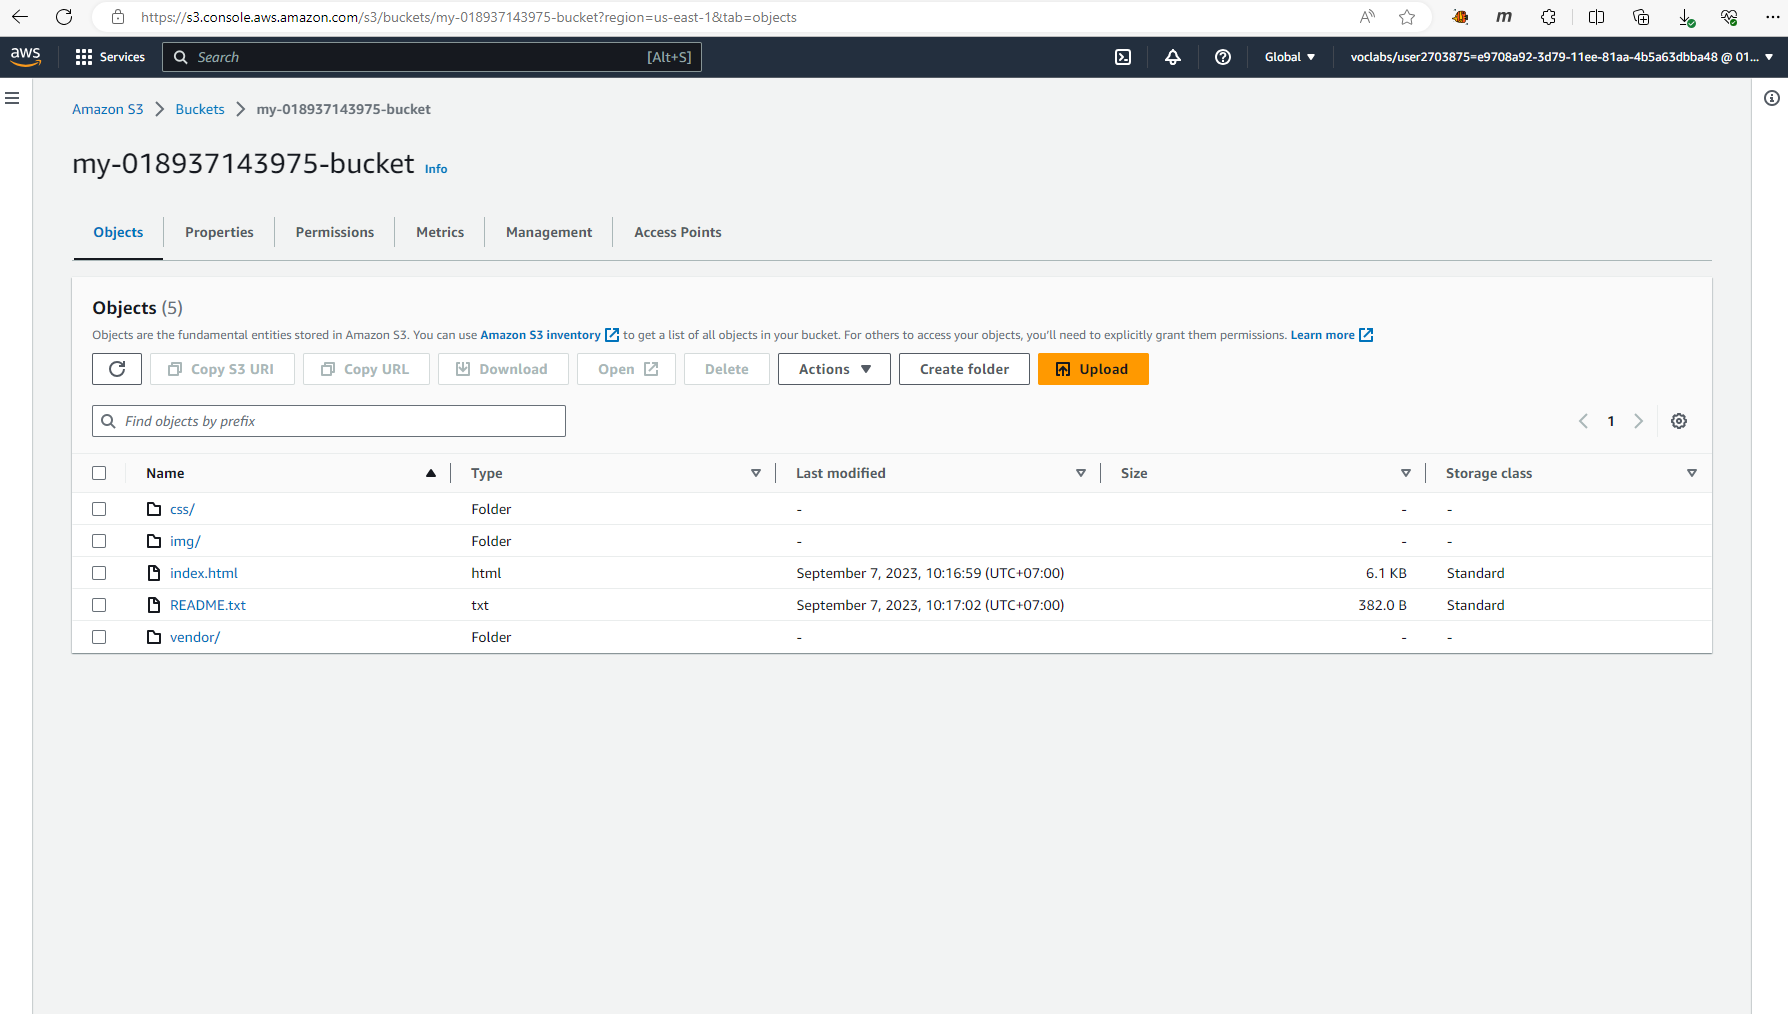 https://s3.console.aws.amazon.com/s3/buckets/my-018937143975-bucket?region=us-east-1&tab=objects
aws Services Search [Alt+S] Global voclabs/user2703875=e9708a92-3d79-11ee-81aa-4b5a63dbba48 @ 01...
Amazon S3 Buckets my-018937143975-bucket
my-018937143975-bucket Info
Objects Properties Permissions Metrics Management Access Points
Objects (5)
Objects are the fundamental entities stored in Amazon S3. You can use Amazon S3 inventory to get a list of all objects in your bucket. For others to access your objects, you'll need to explicitly grant them permissions. Learn more
Copy S3 URI Copy URL Download Open Delete Actions Create folder Upload
Find objects by prefix 1
Name Type Last modified Size Storage class
css/ Folder - - -
img/ Folder - - -
index.html html September 7, 2023, 10:16:59 (UTC+07:00) 6.1 KB Standard
README.txt txt September 7, 2023, 10:17:02 (UTC+07:00) 382.0 B Standard
vendor/ Folder - - -